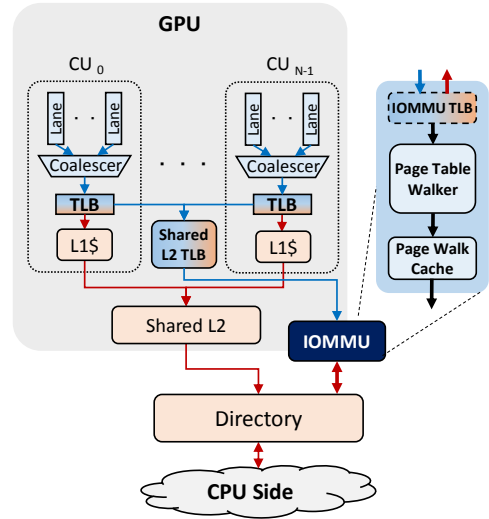 GPU
CU 0
CU N-1
Lane
. .
Lane
Lane
. .
Lane
Coalescer
. . .
Coalescer
TLB
TLB
L1$
Shared
L2 TLB
L1$
Shared L2
IOMMU
Directory
CPU Side
IOMMU TLB
Page Table
Walker
Page Walk
Cache